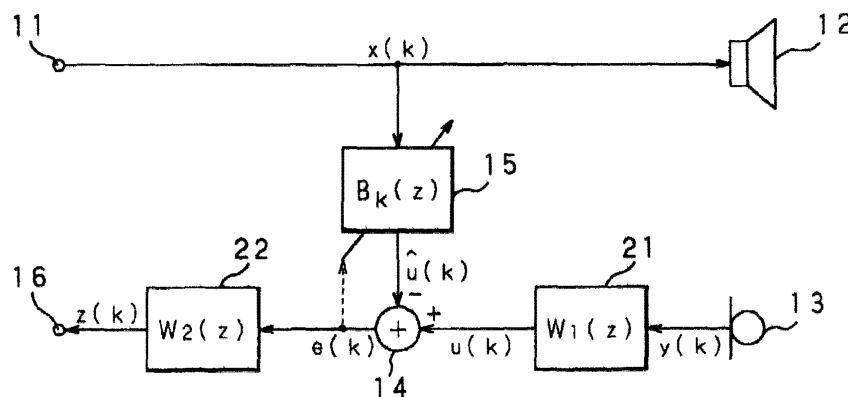 11
x(k)
12
Bk(z)
15
û(k)
22
21
16
z(k)
W2(z)
e(k)
−
+
+
14
u(k)
W1(z)
y(k)
13